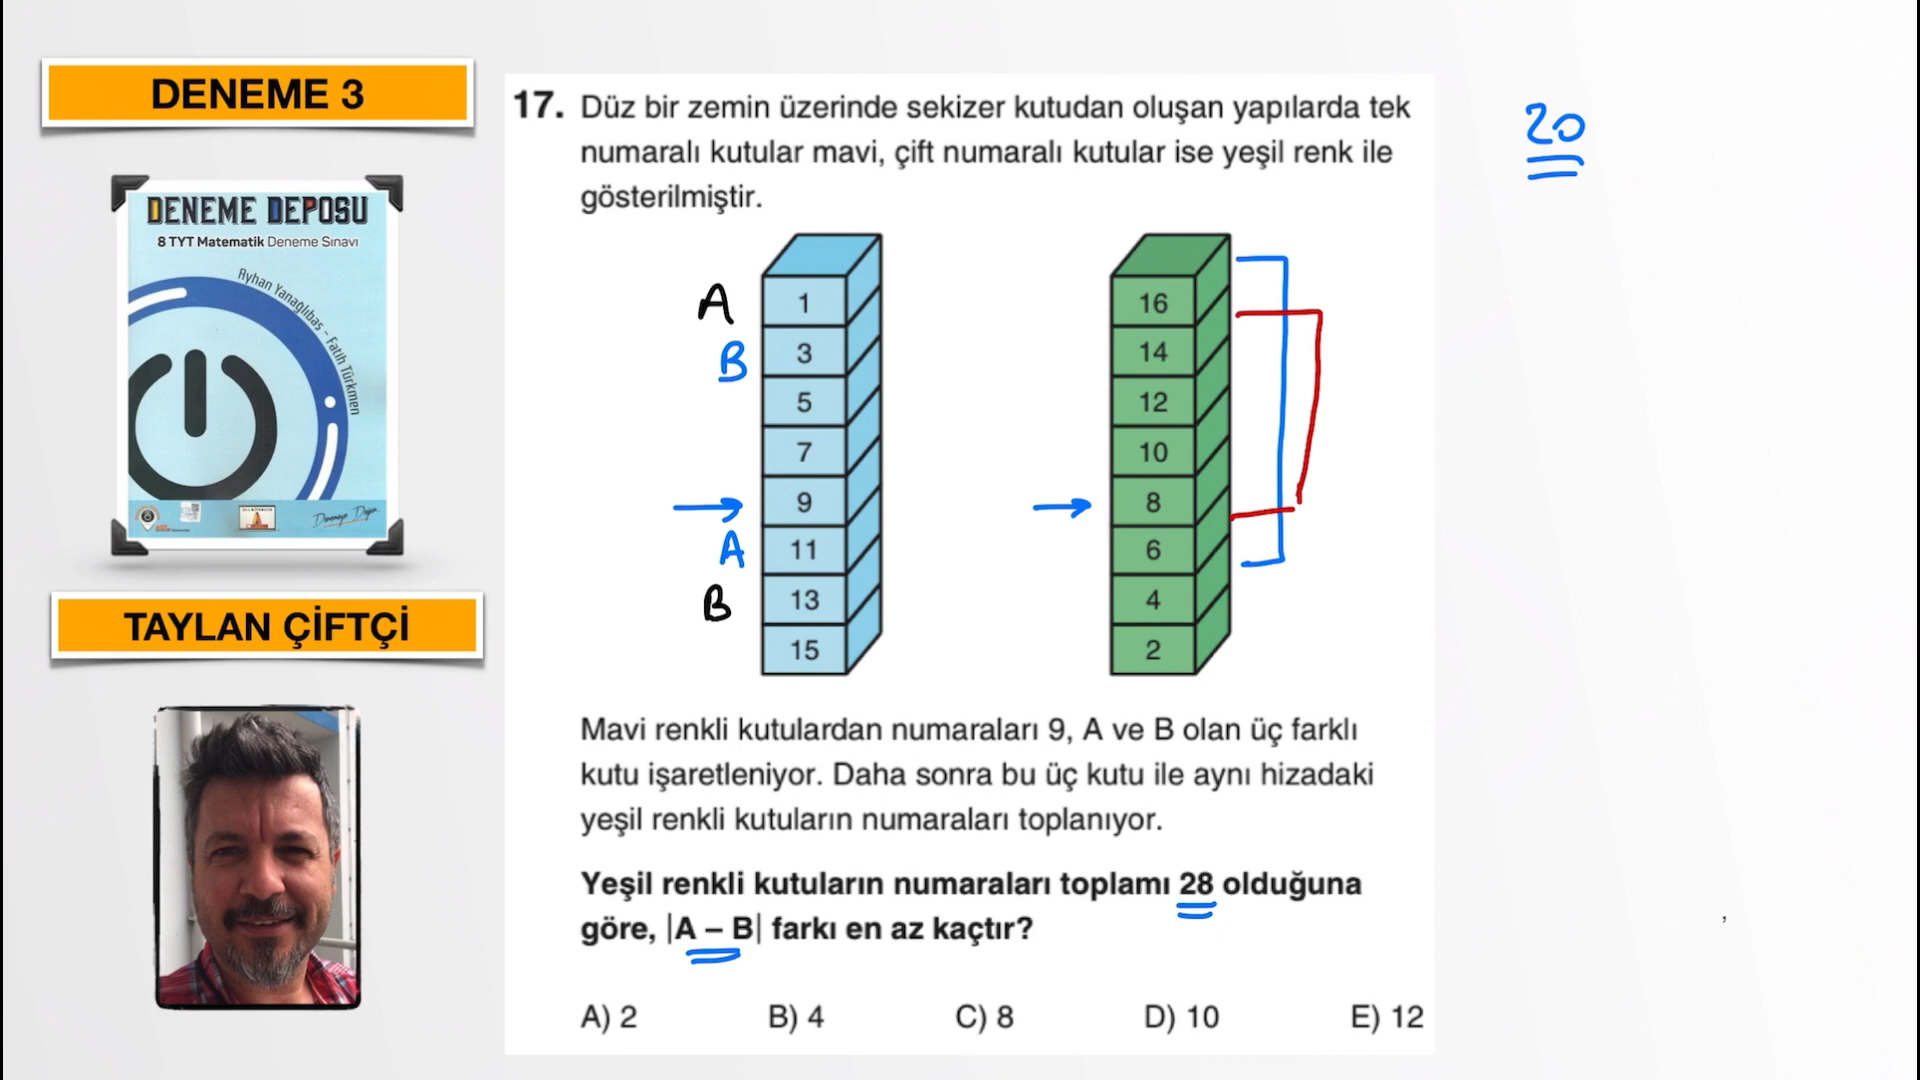 DENEME 3
DENEME DEPOSU
8 TYT Matematik Deneme Sınavı
Ayhan Yanağlıbaş - Fatih Türkmen
TAYLAN ÇİFTÇİ
17. Düz bir zemin üzerinde sekizer kutudan oluşan yapılarda tek
numaralı kutular mavi, çift numaralı kutular ise yeşil renk ile
gösterilmiştir.
20
A 1 16
B 3 14
5 12
7 10
→ 9 → 8
A 11 6
B 13 4
15 2
Mavi renkli kutulardan numaraları 9, A ve B olan üç farklı
kutu işaretleniyor. Daha sonra bu üç kutu ile aynı hizadaki
yeşil renkli kutuların numaraları toplanıyor.
Yeşil renkli kutuların numaraları toplamı 28 olduğuna
göre, |A – B| farkı en az kaçtır?
A) 2 B) 4 C) 8 D) 10 E) 12